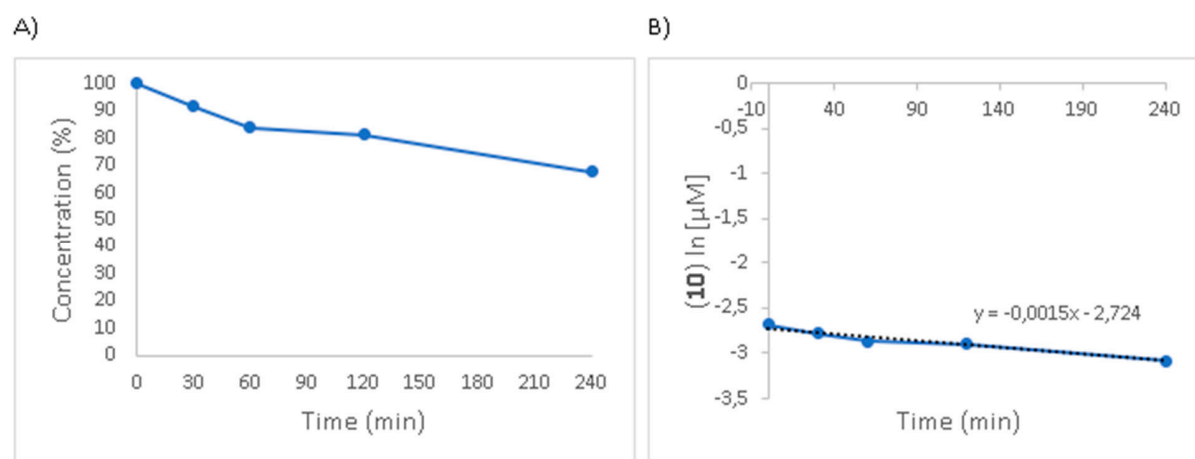 A)
100
90
80
70
60
50
40
30
20
10
0
0 30 60 90 120 150 180 210 240
Concentration (%)
Time (min)
B)
0
-10 40 90 140 190 240
-0,5
-1
-1,5
-2
-2,5
-3
-3,5
(10) ln [µM]
y = -0,0015x - 2,724
Time (min)